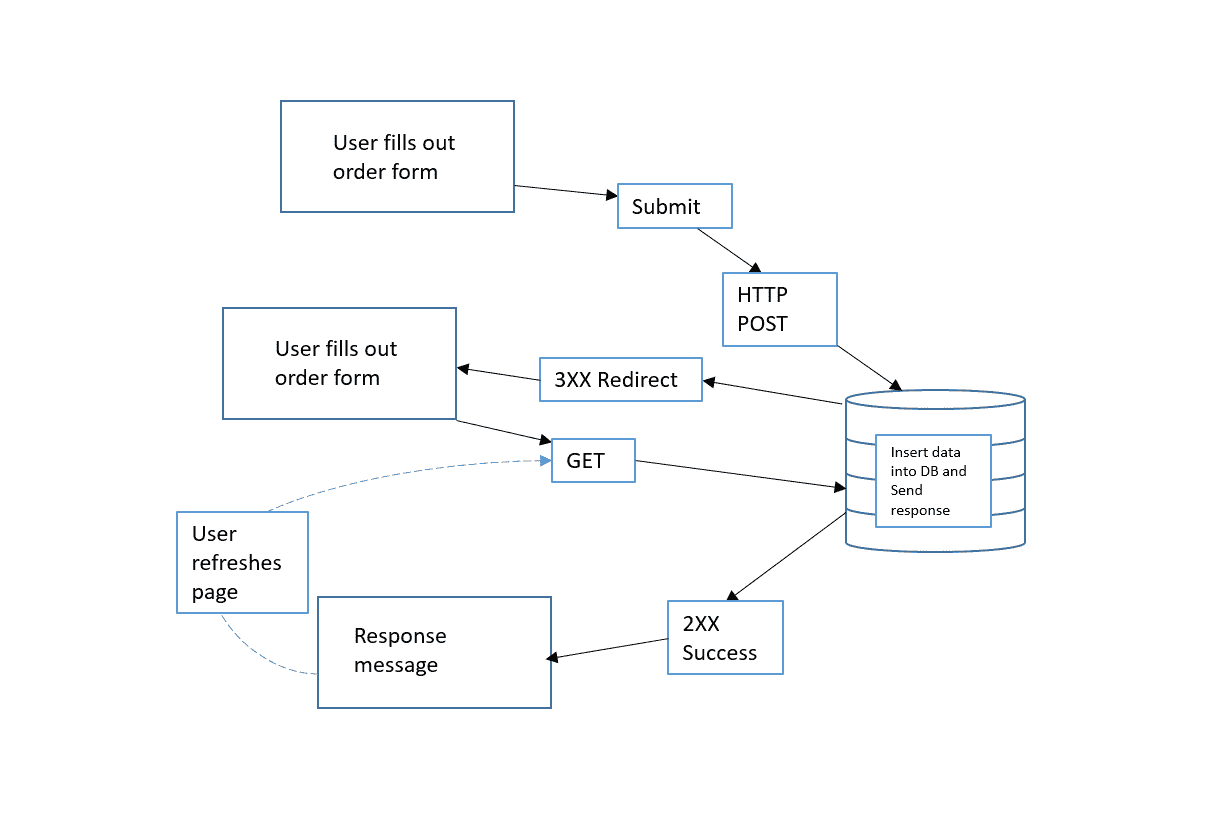 User fills out
order form
Submit
HTTP
POST
User fills out
order form
3XX Redirect
GET
Insert data
into DB and
Send
response
User
refreshes
page
Response
message
2XX
Success